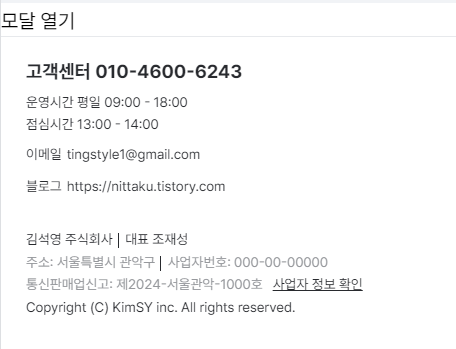 모달 열기
고객센터 010-4600-6243
운영시간 평일 09:00 - 18:00
점심시간 13:00 - 14:00
이메일 tingstyle1@gmail.com
블로그 https://nittaku.tistory.com
김석영 주식회사 | 대표 조재성
주소: 서울특별시 관악구 | 사업자번호: 000-00-00000
통신판매업신고: 제2024-서울관악-1000호 사업자 정보 확인
Copyright (C) KimSY inc. All rights reserved.